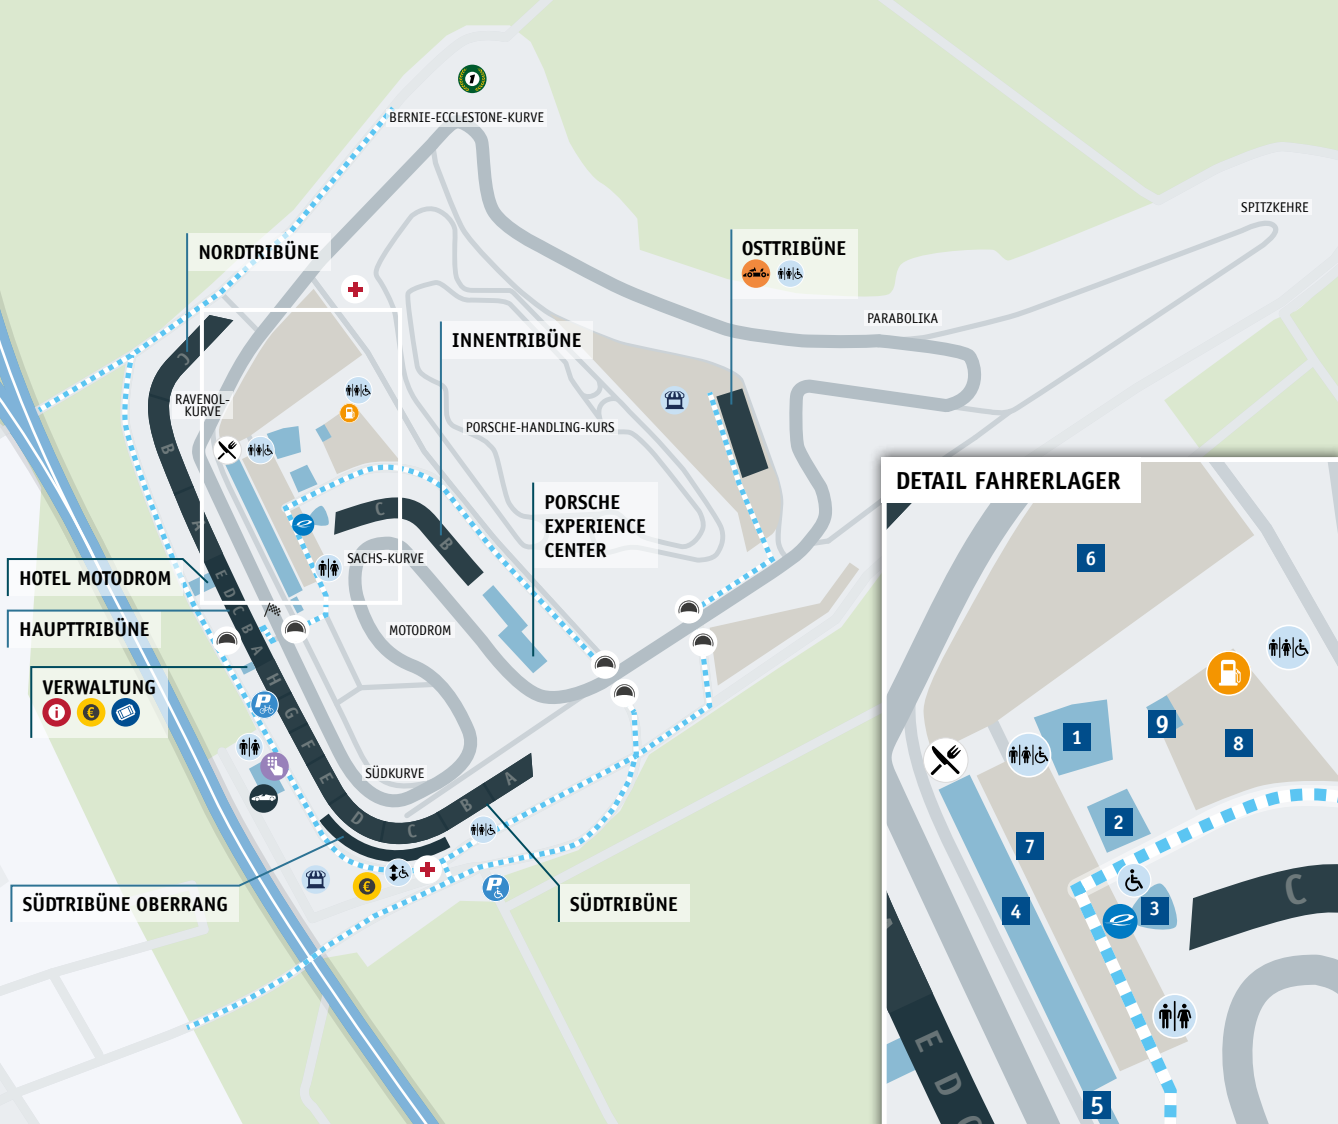 1
BERNIE-ECCLESTONE-KURVE
SPITZKEHRE
NORDTRIBÜNE
OSTTRIBÜNE
PARABOLIKA
INNENTRIBÜNE
C
RAVENOL-
KURVE
PORSCHE-HANDLING-KURS
B
A
C
B
PORSCHE
EXPERIENCE
CENTER
SACHS-KURVE
HOTEL MOTODROM
HAUPTTRIBÜNE
E
D
C
B
A
MOTODROM
VERWALTUNG
i
€
P
H
G
F
E
D
C
B
A
SÜDKURVE
€
P
SÜDTRIBÜNE OBERRANG
SÜDTRIBÜNE
DETAIL FAHRERLAGER
6
1
9
8
2
7
4
3
C
E
D
C
5